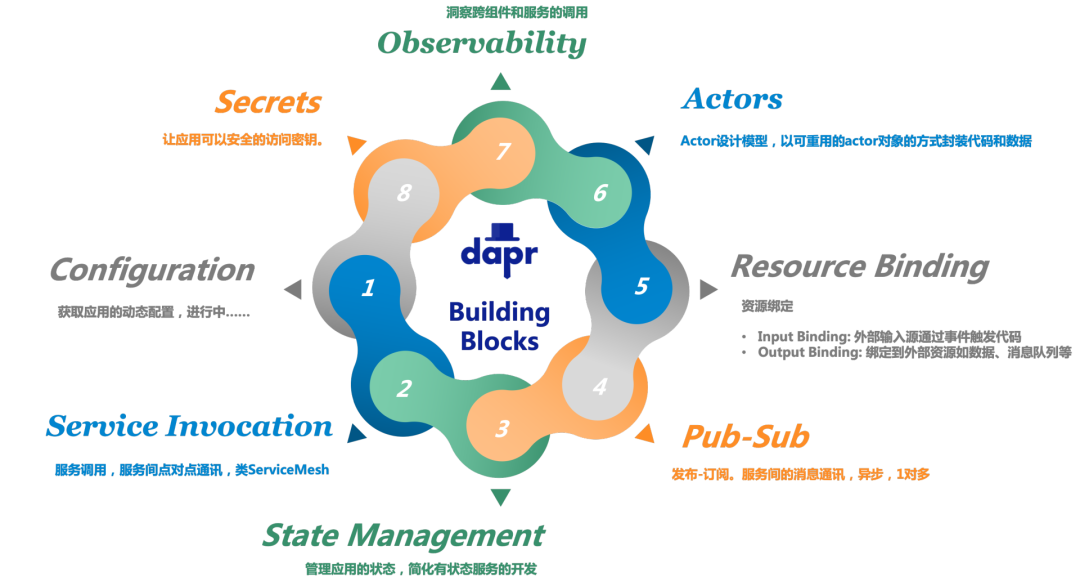 洞察跨组件和服务的调用
Observability
Secrets
让应用可以安全的访问密钥。
Actors
Actor设计模型，以可重用的actor对象的方式封装代码和数据
7
8
6
dapr
Building
Blocks
Configuration
获取应用的动态配置，进行中......
1
5
Resource Binding
资源绑定
• Input Binding: 外部输入源通过事件触发代码
• Output Binding: 绑定到外部资源如数据、消息队列等
2
4
3
Service Invocation
服务调用，服务间点对点通讯，类ServiceMesh
Pub-Sub
发布-订阅。服务间的消息通讯，异步，1对多
State Management
管理应用的状态，简化有状态服务的开发